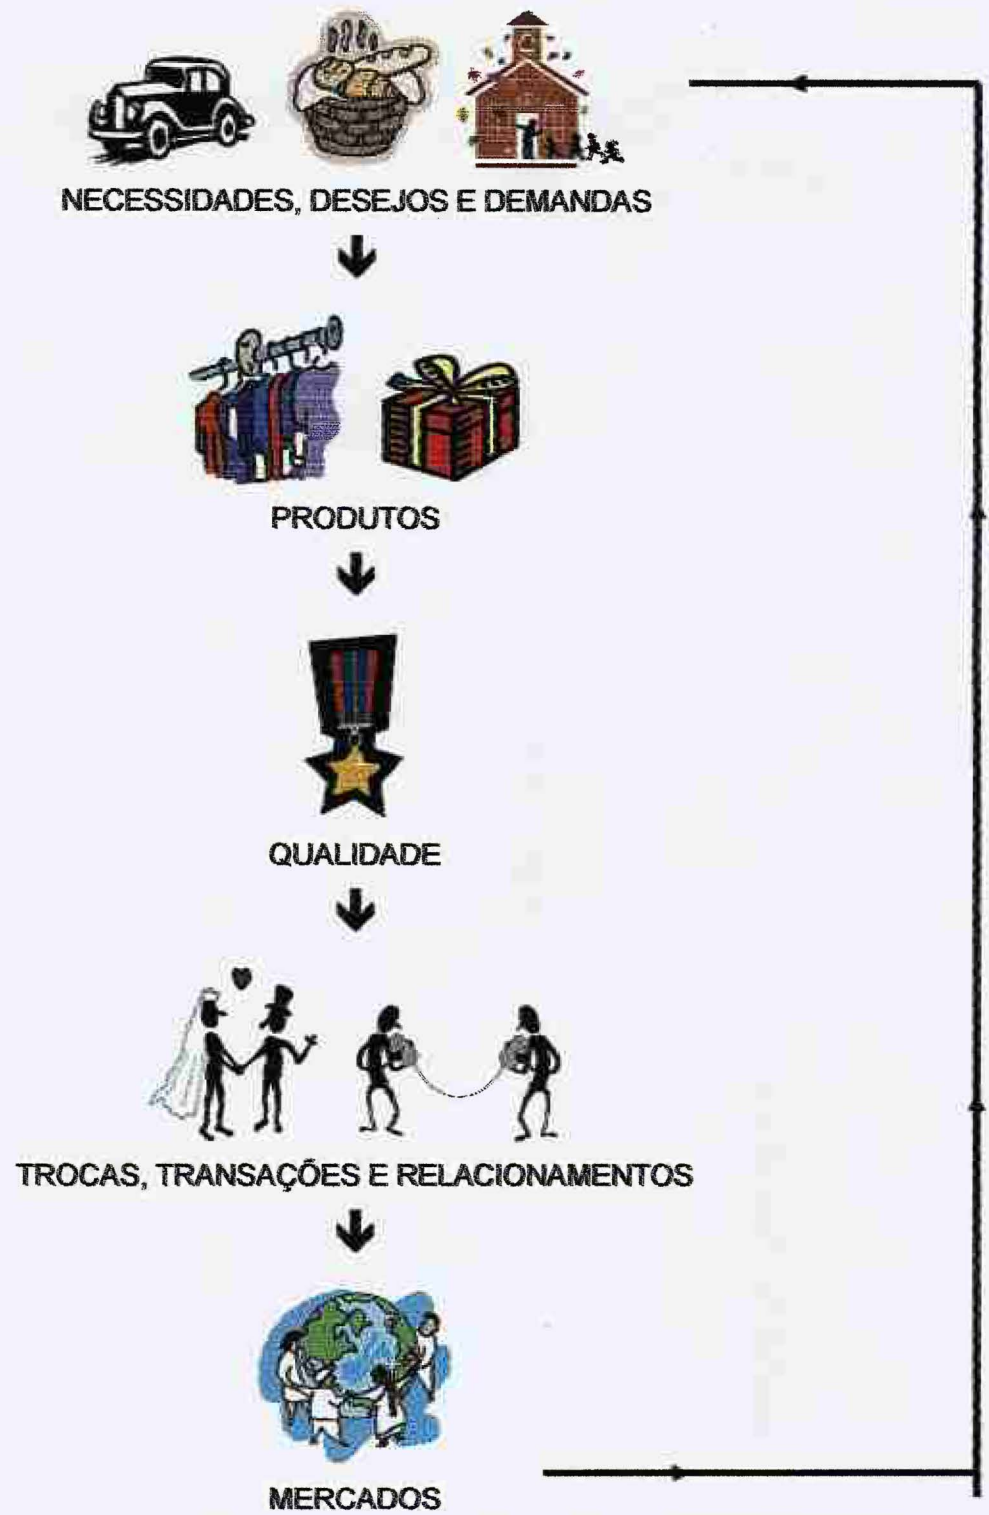 NECESSIDADES, DESEJOS E DEMANDAS
PRODUTOS
QUALIDADE
TROCAS, TRANSAÇÕES E RELACIONAMENTOS
MERCADOS